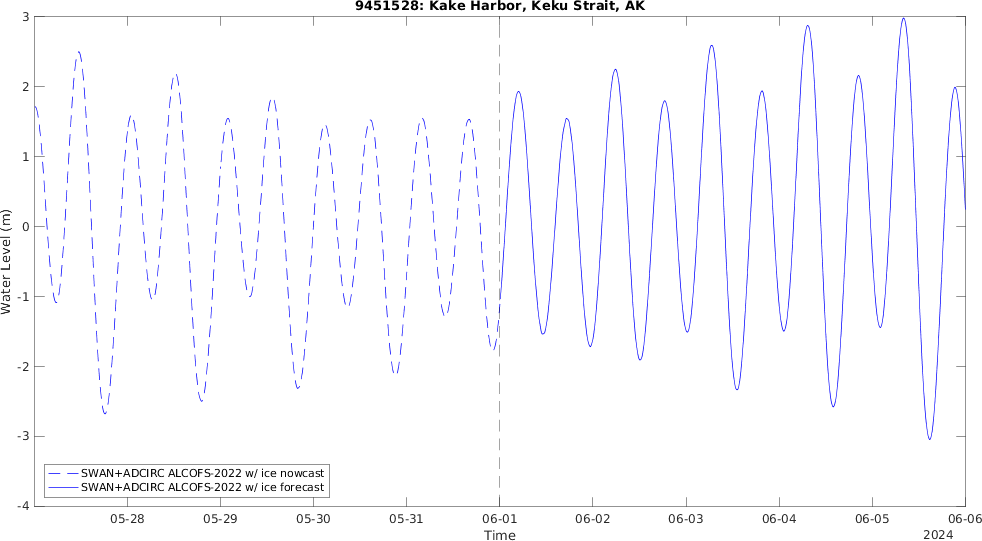 9451528: Kake Harbor, Keku Strait, AK
3
2
1
0
-1
-2
-3
-4
Water Level (m)
SWAN+ADCIRC ALCOFS-2022 w/ ice nowcast
SWAN+ADCIRC ALCOFS-2022 w/ ice forecast
05-28 05-29 05-30 05-31 06-01 06-02 06-03 06-04 06-05 06-06
Time
2024